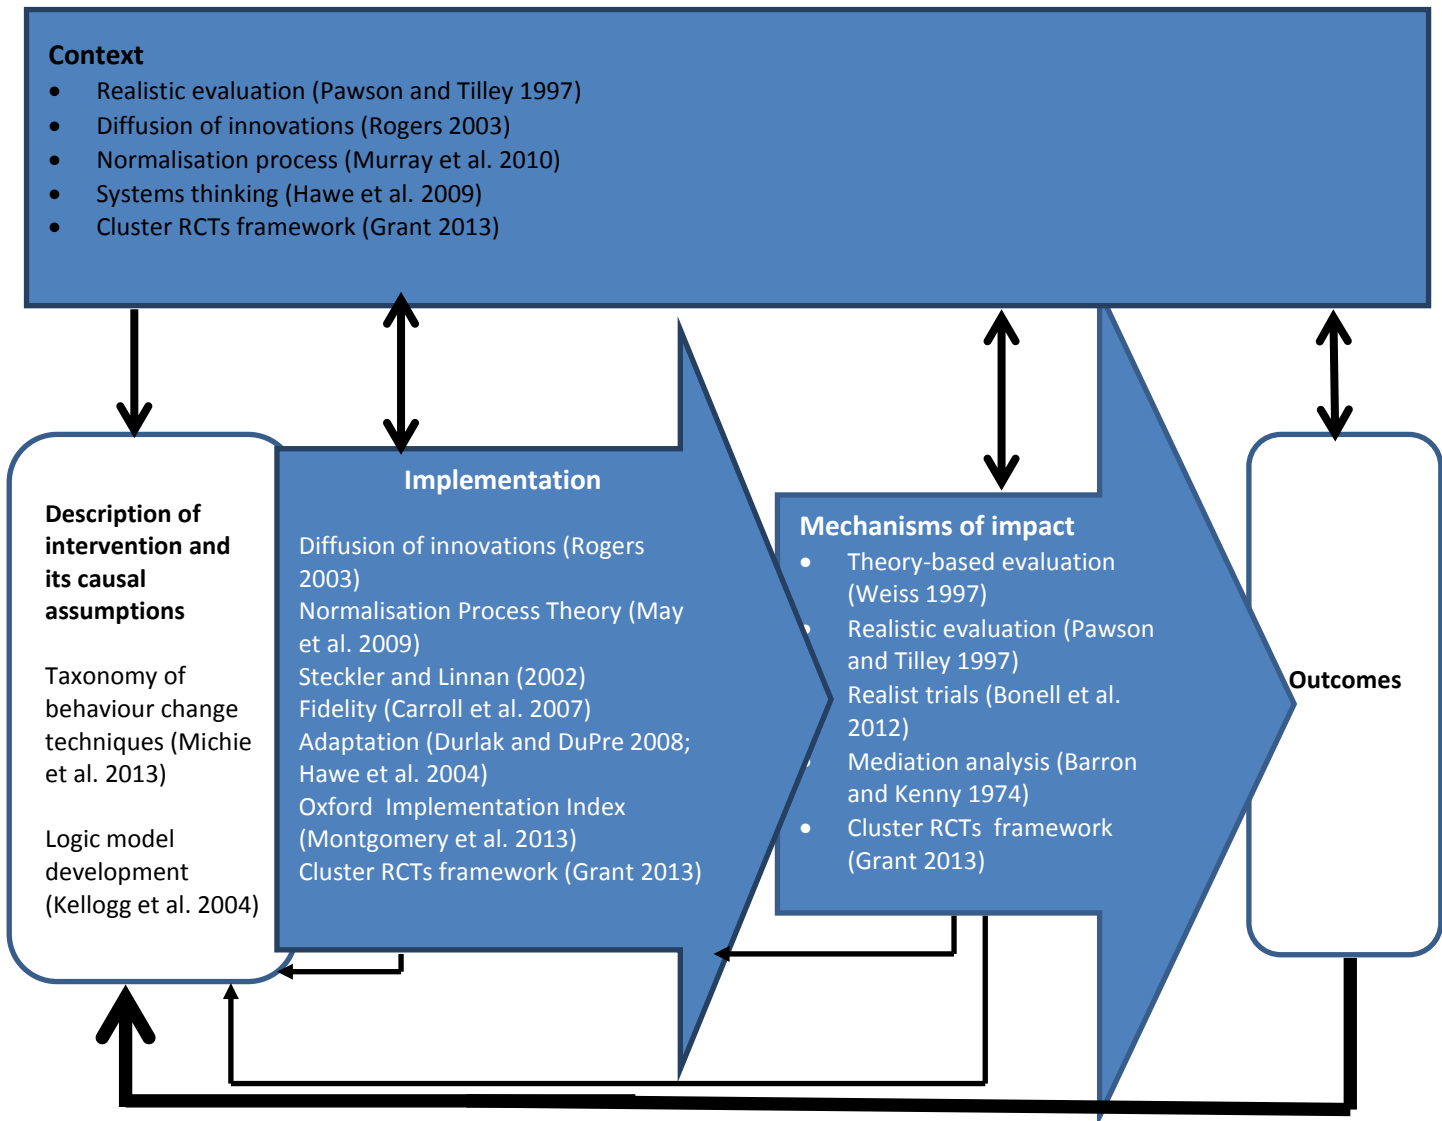 Context
• Realistic evaluation (Pawson and Tilley 1997)
• Diffusion of innovations (Rogers 2003)
• Normalisation process (Murray et al. 2010)
• Systems thinking (Hawe et al. 2009)
• Cluster RCTs framework (Grant 2013)
Description of
intervention and
its causal
assumptions
Taxonomy of
behaviour change
techniques (Michie
et al. 2013)
Logic model
development
(Kellogg et al. 2004)
Implementation
Diffusion of innovations (Rogers
2003)
Normalisation Process Theory (May
et al. 2009)
Steckler and Linnan (2002)
Fidelity (Carroll et al. 2007)
Adaptation (Durlak and DuPre 2008;
Hawe et al. 2004)
Oxford  Implementation Index
(Montgomery et al. 2013)
Cluster RCTs framework (Grant 2013)
Mechanisms of impact
• Theory-based evaluation
(Weiss 1997)
• Realistic evaluation (Pawson
and Tilley 1997)
• Realist trials (Bonell et al.
2012)
• Mediation analysis (Barron
and Kenny 1974)
• Cluster RCTs  framework
(Grant 2013)
Outcomes